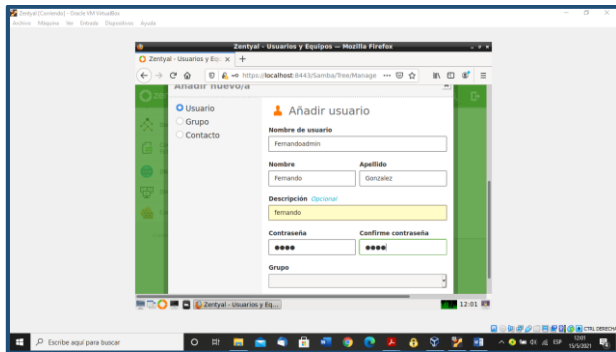 Zentyal [Corriendo] - Oracle VM VirtualBox
Archivo Máquina Ver Entrada Dispositivos Ayuda
Zentyal - Usuarios y Equipos — Mozilla Firefox
Zentyal - Usuarios y Eq
https://localhost:8443/Samba/Tree/Manage
Añadir nuevo/a
Usuario
Grupo
Contacto
Añadir usuario
Nombre de usuario
Fernandoadmin
Nombre Apellido
Fernando Gonzalez
Descripción Opcional
fernando
Contraseña Confirme contraseña
Grupo
Zentyal - Usuarios y Eq...
12:01
CTRL DERECHA
Escribe aquí para buscar
ESP
12:01
15/5/2021